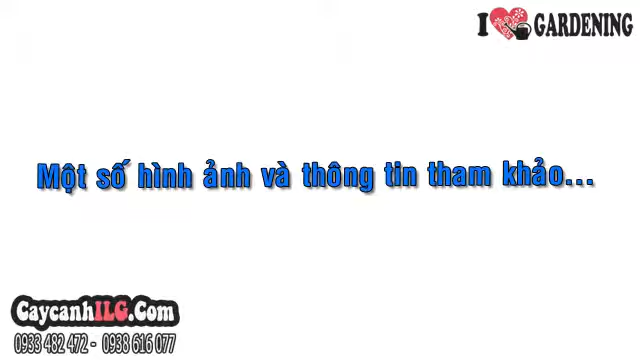 I GARDENING
Một số hình ảnh và thông tin tham khảo...
CaycanhILG.Com
0933 482 472 - 0938 616 077